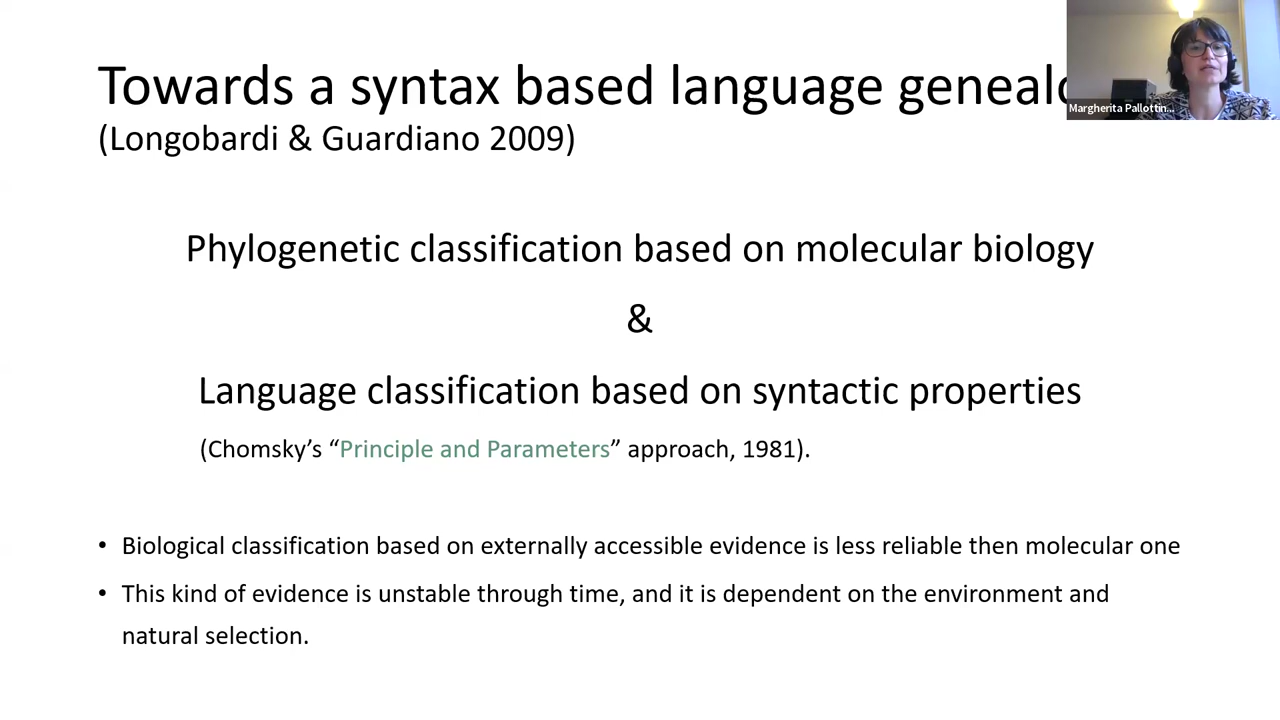 Towards a syntax based language genealo
(Longobardi & Guardiano 2009)
Margherita Pallottin...
Phylogenetic classification based on molecular biology
&
Language classification based on syntactic properties
(Chomsky’s “Principle and Parameters” approach, 1981).
• Biological classification based on externally accessible evidence is less reliable then molecular one
• This kind of evidence is unstable through time, and it is dependent on the environment and
natural selection.